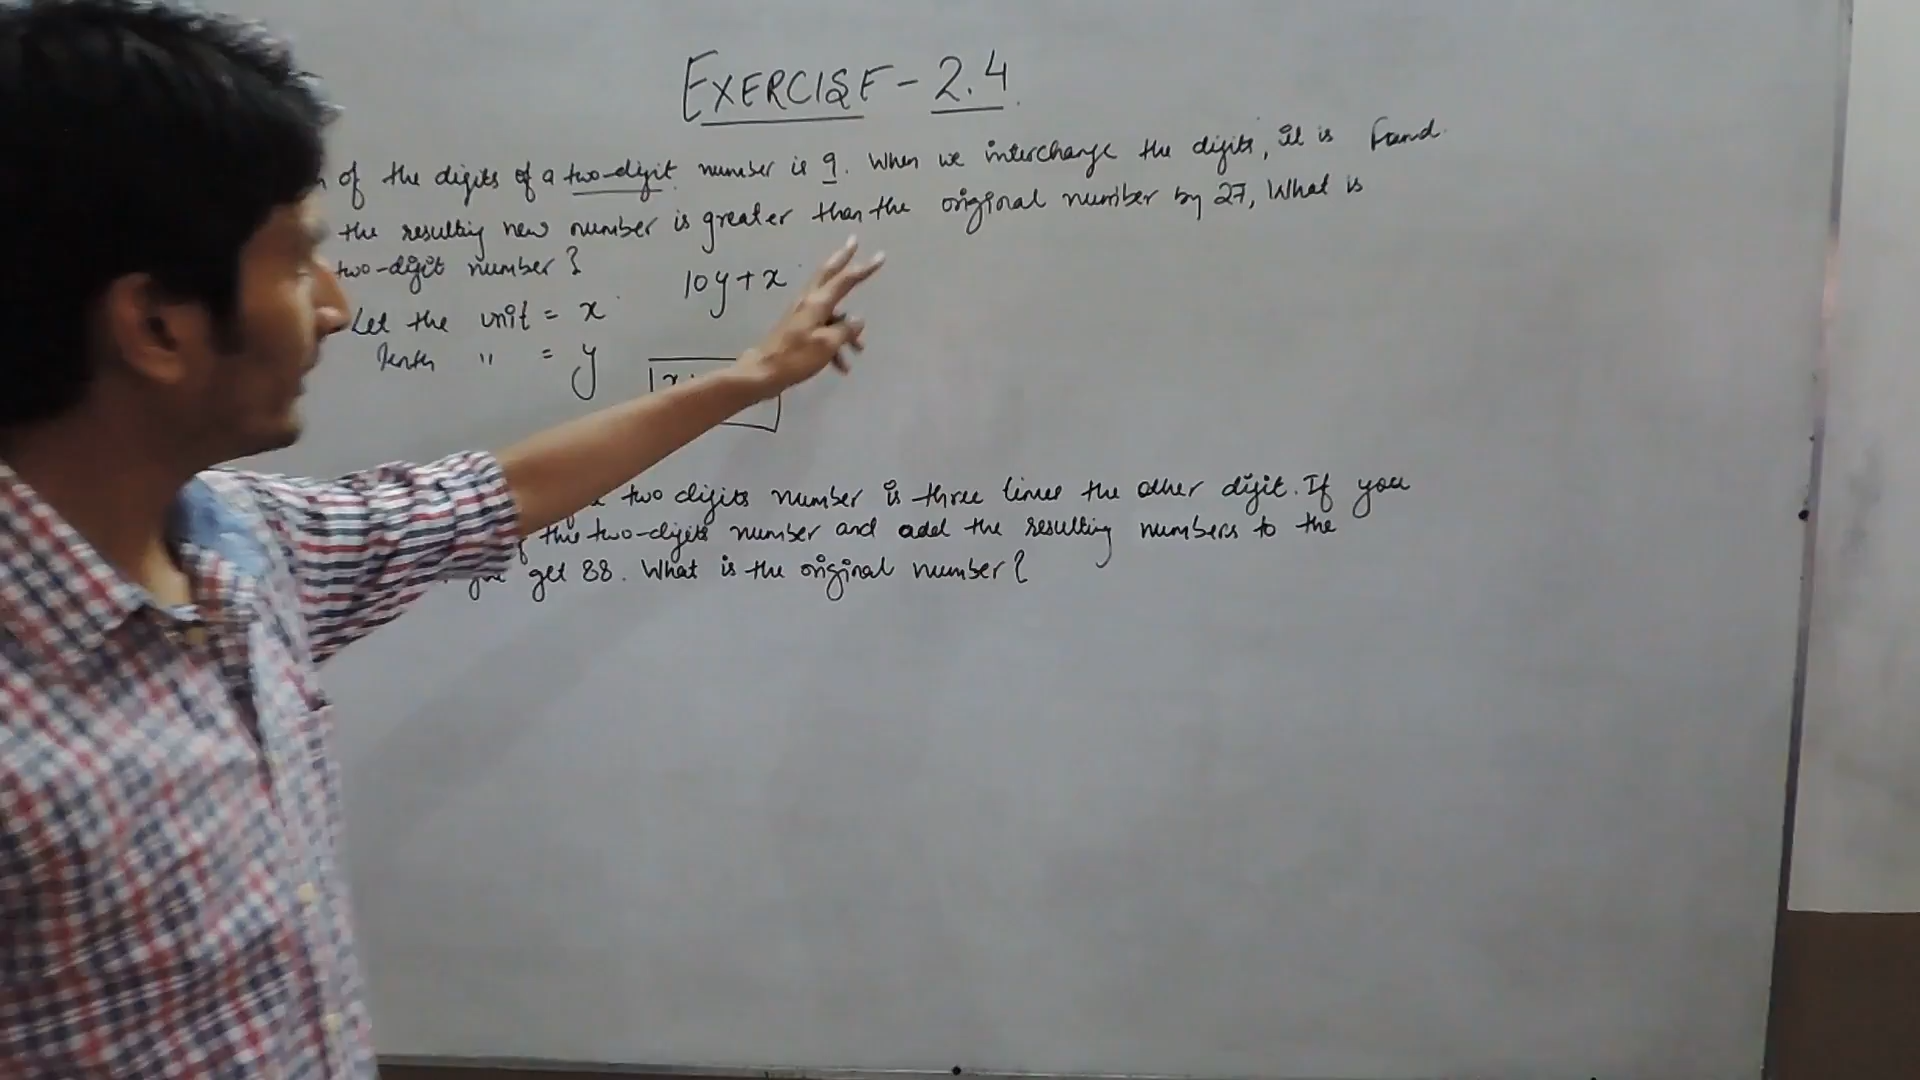 EXERCISE - 2.4
of the digits of a two-digit number is 9. When we interchange the digits, it is Found
the resulting new number is greater than the original number by 27, What is
two-digit number?
Let the unit = x 10y + x
Tenth " = y
two digits number is three times the other digit. If you
the two-digits number and add the resulting numbers to the
get 88. What is the original number?